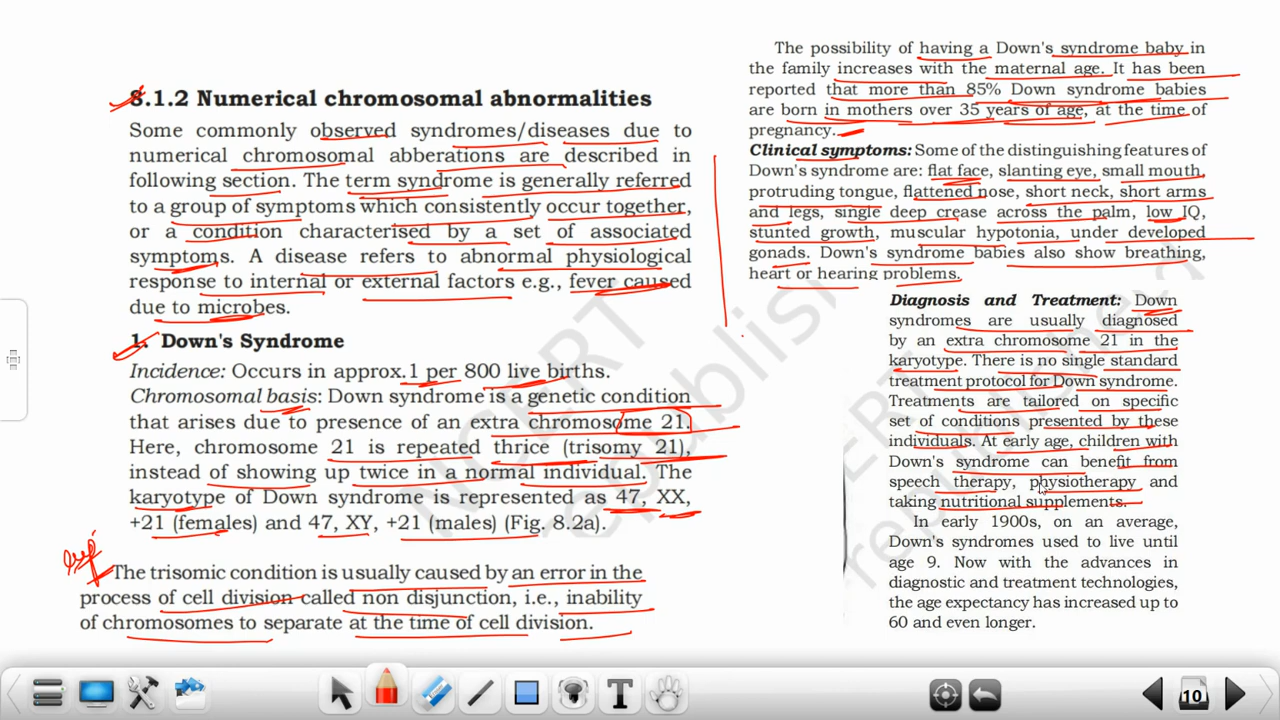 8.1.2 Numerical chromosomal abnormalities
Some commonly observed syndromes/diseases due to
numerical chromosomal abberations are described in
following section. The term syndrome is generally referred
to a group of symptoms which consistently occur together,
or a condition characterised by a set of associated
symptoms. A disease refers to abnormal physiological
response to internal or external factors e.g., fever caused
due to microbes.
1. Down's Syndrome
Incidence: Occurs in approx.1 per 800 live births.
Chromosomal basis: Down syndrome is a genetic condition
that arises due to presence of an extra chromosome 21.
Here, chromosome 21 is repeated thrice (trisomy 21),
instead of showing up twice in a normal individual. The
karyotype of Down syndrome is represented as 47, XX,
+21 (females) and 47, XY, +21 (males) (Fig. 8.2a).
The trisomic condition is usually caused by an error in the
process of cell division called non disjunction, i.e., inability
of chromosomes to separate at the time of cell division.
The possibility of having a Down's syndrome baby in
the family increases with the maternal age. It has been
reported that more than 85% Down syndrome babies
are born in mothers over 35 years of age, at the time of
pregnancy.
Clinical symptoms: Some of the distinguishing features of
Down's syndrome are: flat face, slanting eye, small mouth,
protruding tongue, flattened nose, short neck, short arms
and legs, single deep crease across the palm, low IQ,
stunted growth, muscular hypotonia, under developed
gonads. Down's syndrome babies also show breathing,
heart or hearing problems.
Diagnosis and Treatment: Down
syndromes are usually diagnosed
by an extra chromosome 21 in the
karyotype. There is no single standard
treatment protocol for Down syndrome.
Treatments are tailored on specific
set of conditions presented by these
individuals. At early age, children with
Down's syndrome can benefit from
speech therapy, physiotherapy and
taking nutritional supplements.
In early 1900s, on an average,
Down's syndromes used to live until
age 9. Now with the advances in
diagnostic and treatment technologies,
the age expectancy has increased up to
60 and even longer.
10